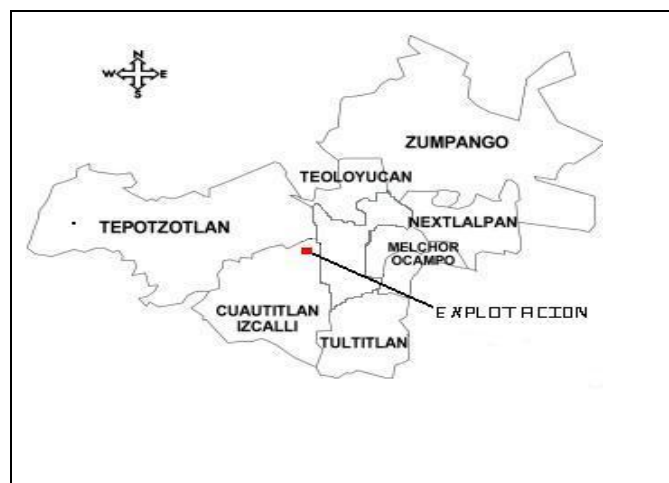 N
W E
S
ZUMPANGO
TEOLOYUCAN
TEPOTZOTLAN
NEXTLALPAN
MELCHOR
OCAMPO
CUAUTITLAN
IZCALLI
EXPLOTACION
TULTITLAN